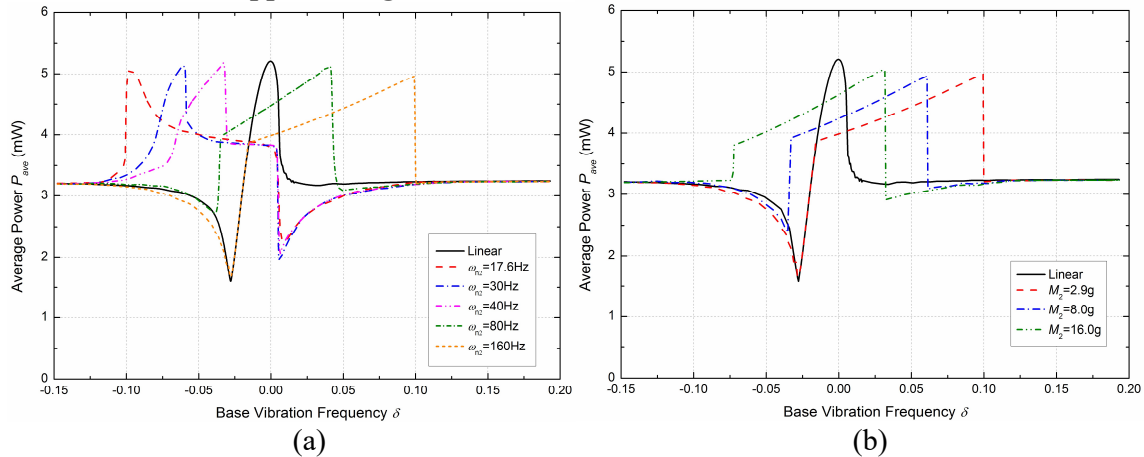 6
5
4
3
2
1
0
-0.15
-0.10
-0.05
0.00
0.05
0.10
0.15
0.20
Average Power P_ave (mW)
Base Vibration Frequency δ
Linear
ω_n2=17.6Hz
ω_n2=30Hz
ω_n2=40Hz
ω_n2=80Hz
ω_n2=160Hz
(a)
6
5
4
3
2
1
0
-0.15
-0.10
-0.05
0.00
0.05
0.10
0.15
0.20
Average Power P_ave (mW)
Base Vibration Frequency δ
Linear
M_2=2.9g
M_2=8.0g
M_2=16.0g
(b)